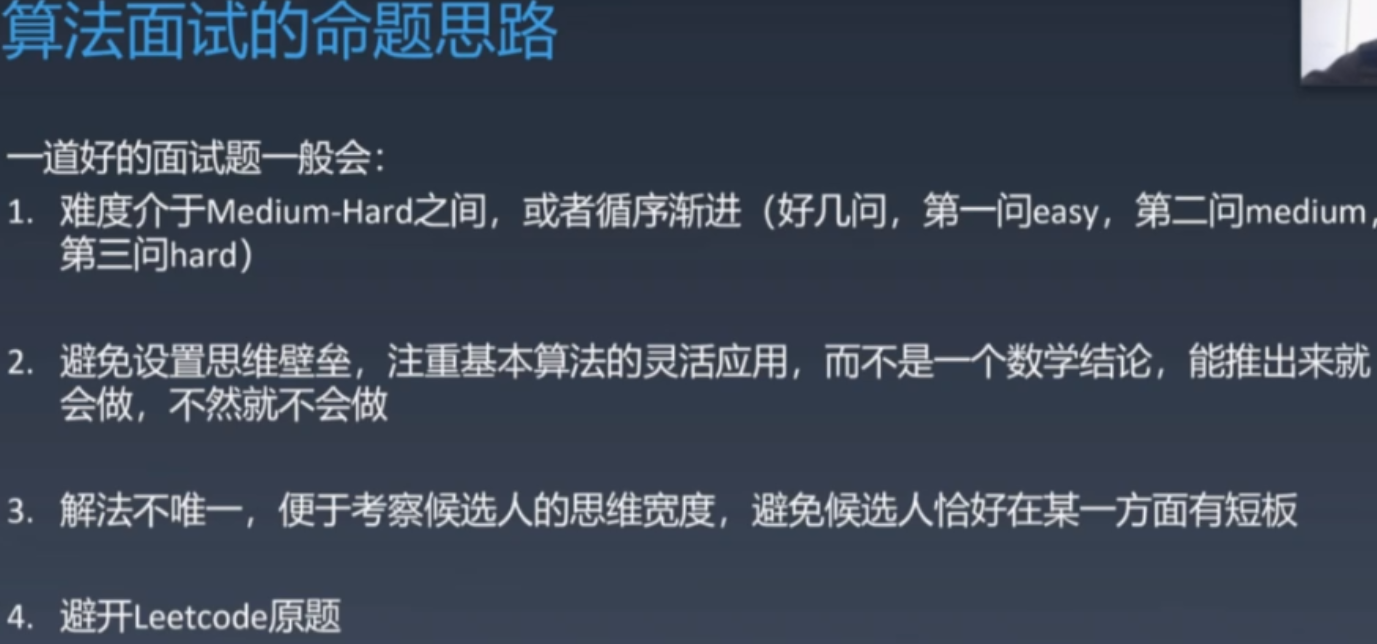 算法面试的命题思路
一道好的面试题一般会：
1. 难度介于Medium-Hard之间，或者循序渐进（好几问，第一问easy，第二问medium，
第三问hard）
2. 避免设置思维壁垒，注重基本算法的灵活应用，而不是一个数学结论，能推出来就
会做，不然就不会做
3. 解法不唯一，便于考察候选人的思维宽度，避免候选人恰好在某一方面有短板
4. 避开Leetcode原题